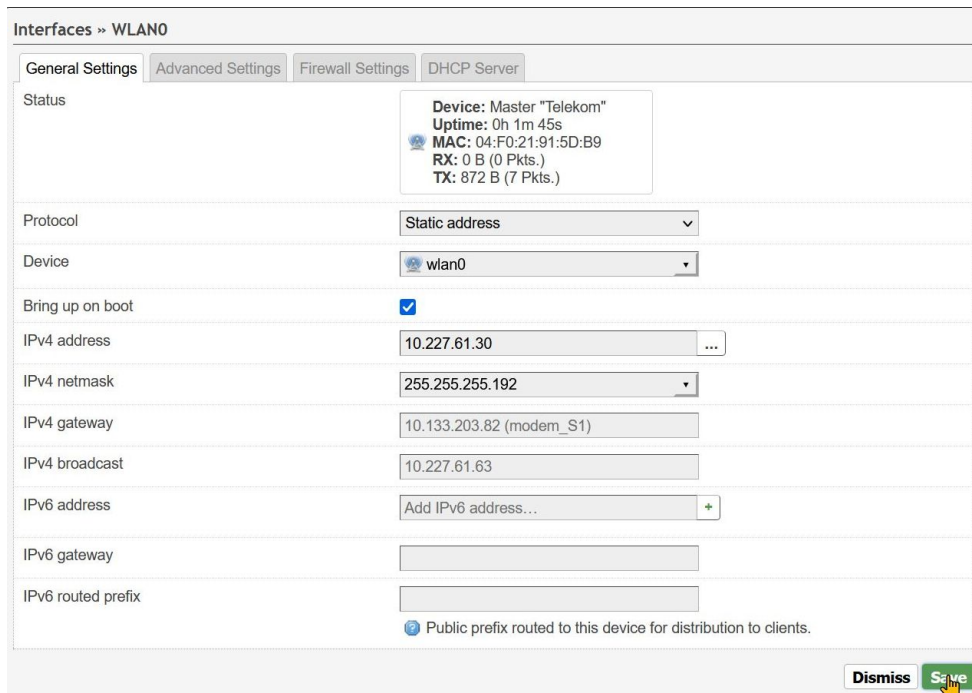 Interfaces » WLAN0
General Settings Advanced Settings Firewall Settings DHCP Server
Status
Device: Master "Telekom"
Uptime: 0h 1m 45s
MAC: 04:F0:21:91:5D:B9
RX: 0 B (0 Pkts.)
TX: 872 B (7 Pkts.)
Protocol Static address
Device wlan0
Bring up on boot
IPv4 address 10.227.61.30 ...
IPv4 netmask 255.255.255.192
IPv4 gateway 10.133.203.82 (modem_S1)
IPv4 broadcast 10.227.61.63
IPv6 address Add IPv6 address… +
IPv6 gateway
IPv6 routed prefix
Public prefix routed to this device for distribution to clients.
Dismiss Save